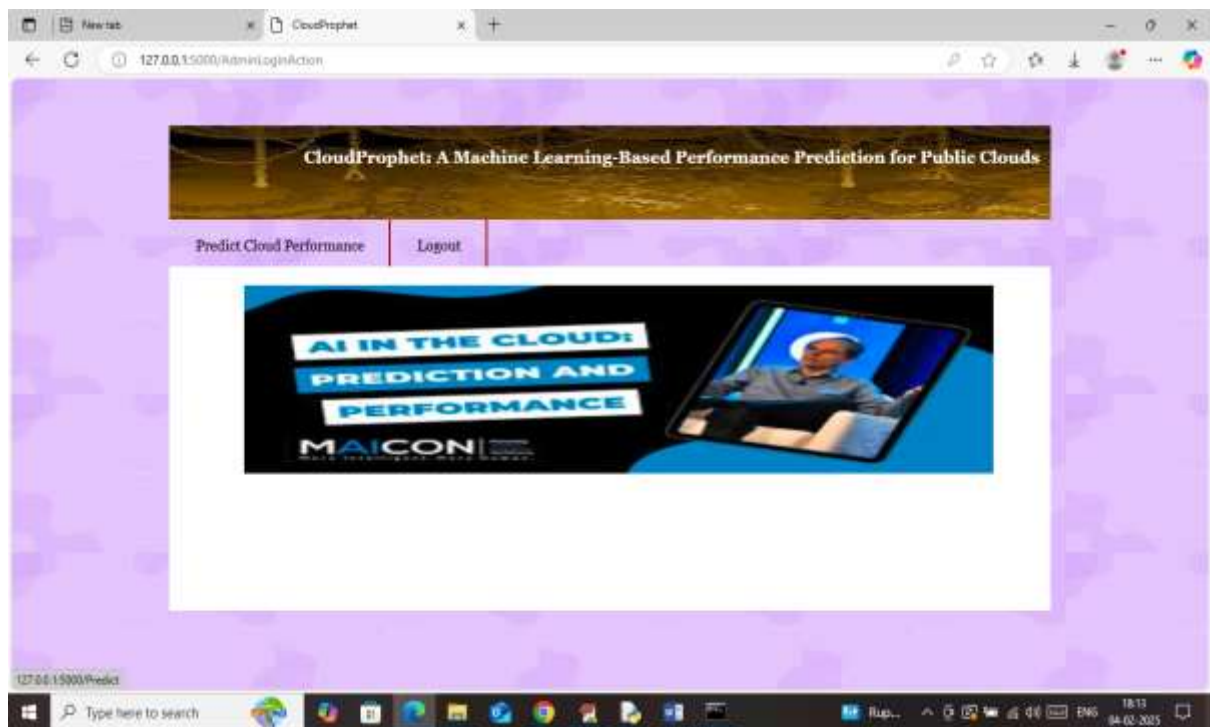 New tab
CloudProphet
127.0.0.1:5000/AdminLoginAction
CloudProphet: A Machine Learning-Based Performance Prediction for Public Clouds
Predict Cloud Performance
Logout
AI IN THE CLOUD:
PREDICTION AND
PERFORMANCE
MAICON
127.0.0.1:5000/Predict
Type here to search
Rup...
ENG
18:13
04-02-2025